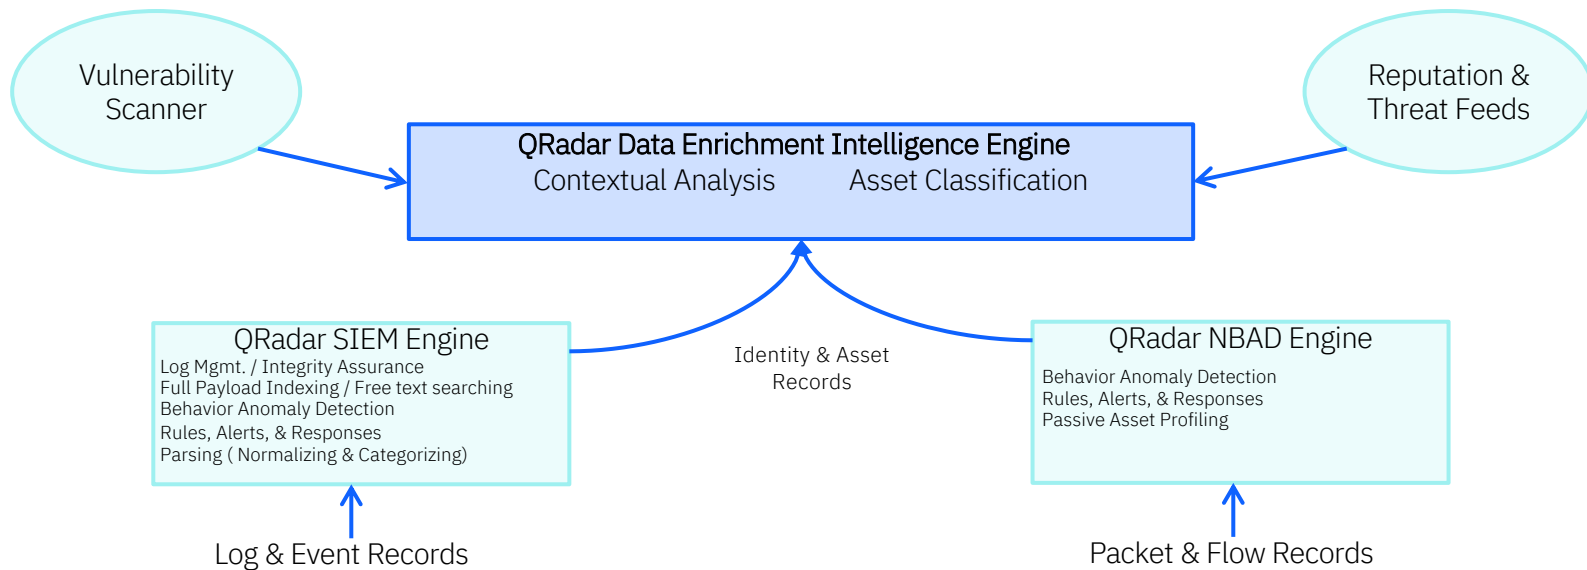 Vulnerability
Scanner
Reputation &
Threat Feeds
QRadar Data Enrichment Intelligence Engine
Contextual Analysis
Asset Classification
QRadar SIEM Engine
Log Mgmt. / Integrity Assurance
Full Payload Indexing / Free text searching
Behavior Anomaly Detection
Rules, Alerts, & Responses
Parsing ( Normalizing & Categorizing)
Identity & Asset
Records
QRadar NBAD Engine
Behavior Anomaly Detection
Rules, Alerts, & Responses
Passive Asset Profiling
Log & Event Records
Packet & Flow Records